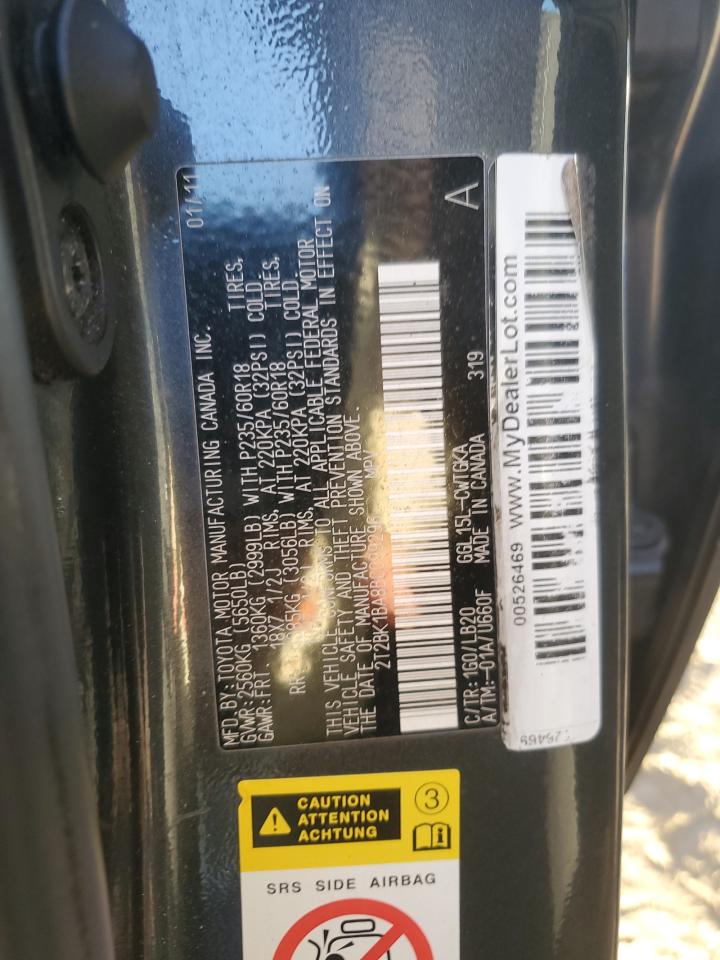 MFD. BY: TOYOTA MOTOR MANUFACTURING CANADA INC. 01/11
GVWR: 2560KG (5650LB)
GAWR: FRT 1360KG (2999LB) WITH P235/60R18 TIRES,
18X7 1/2J RIMS, AT 220KPA (32PSI) COLD.
RR (3056LB) WITH P235/60R18 TIRES,
RIMS, AT 220KPA (32PSI) COLD.
THIS VEHICLE CONFORMS TO ALL APPLICABLE FEDERAL MOTOR
VEHICLE SAFETY AND THEFT PREVENTION STANDARDS IN EFFECT ON
THE DATE OF MANUFACTURE SHOWN ABOVE.
MPV
C/TR: 1G0/LB20 GGL15L-CWTGKA
A/TM: -01A/U660F MADE IN CANADA 319 A
00526469 www.MyDealerLot.com
26469
CAUTION
ATTENTION
ACHTUNG
3
SRS SIDE AIRBAG